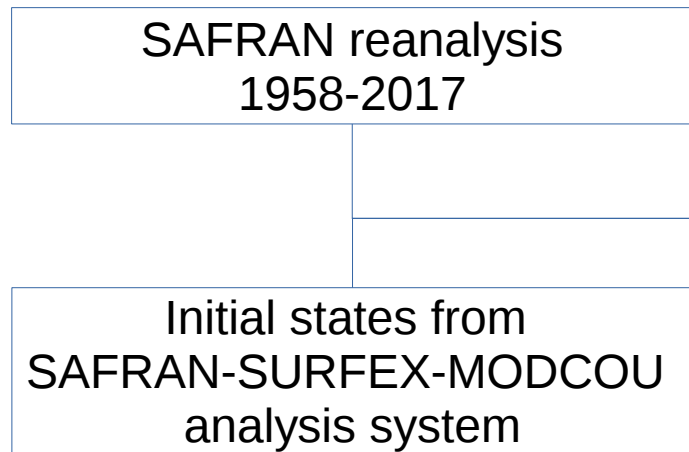 SAFRAN reanalysis
1958-2017
Initial states from
SAFRAN-SURFEX-MODCOU
analysis system